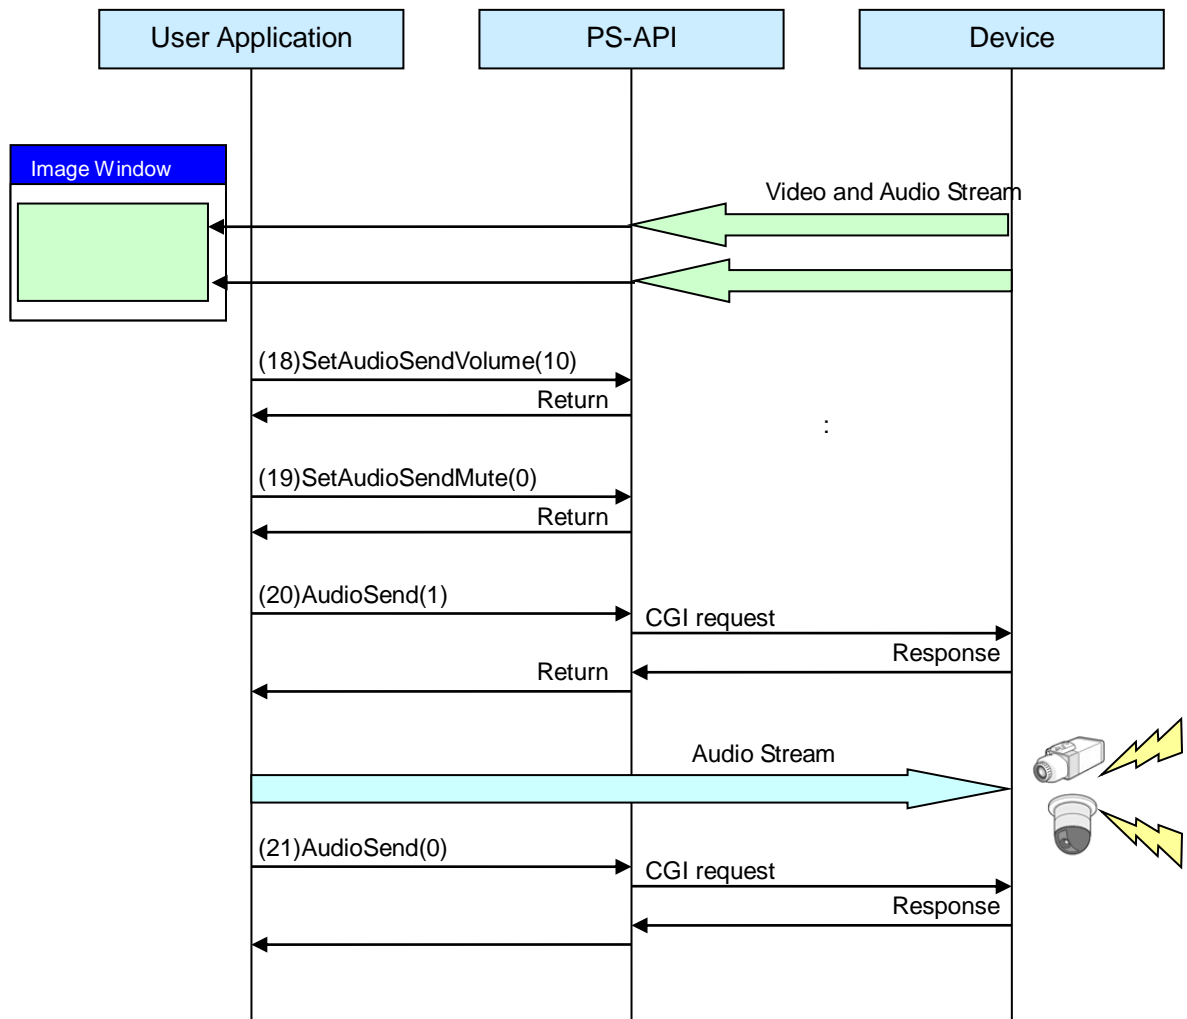 User Application
PS-API
Device
Image Window
Video and Audio Stream
(18)SetAudioSendVolume(10)
Return
:
(19)SetAudioSendMute(0)
Return
(20)AudioSend(1)
CGI request
Response
Return
Audio Stream
(21)AudioSend(0)
CGI request
Response